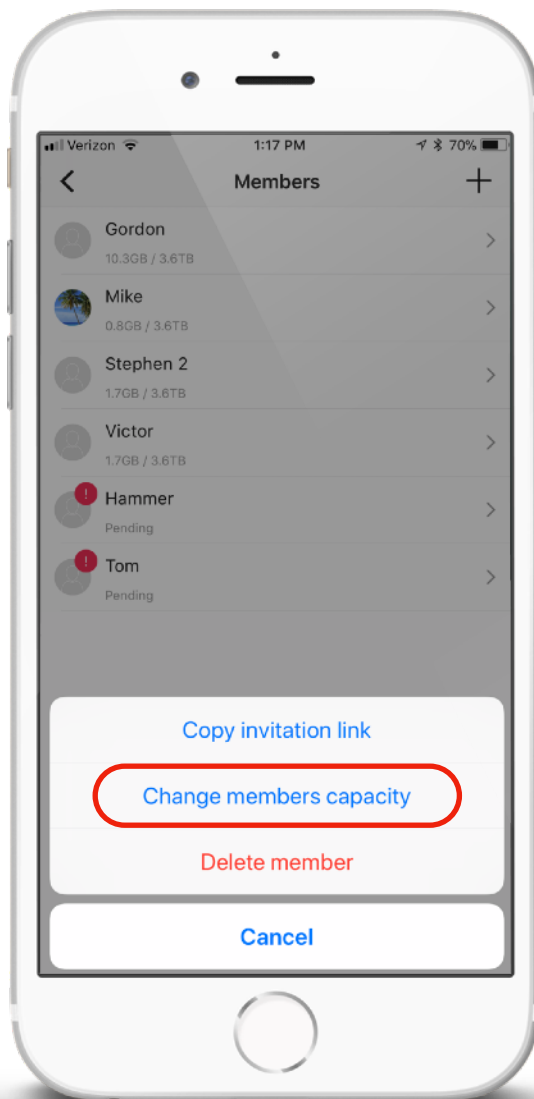 Verizon 1:17 PM 70%
Members
Gordon
10.3GB / 3.6TB
Mike
0.8GB / 3.6TB
Stephen 2
1.7GB / 3.6TB
Victor
1.7GB / 3.6TB
! Hammer
Pending
! Tom
Pending
Copy invitation link
Change members capacity
Delete member
Cancel